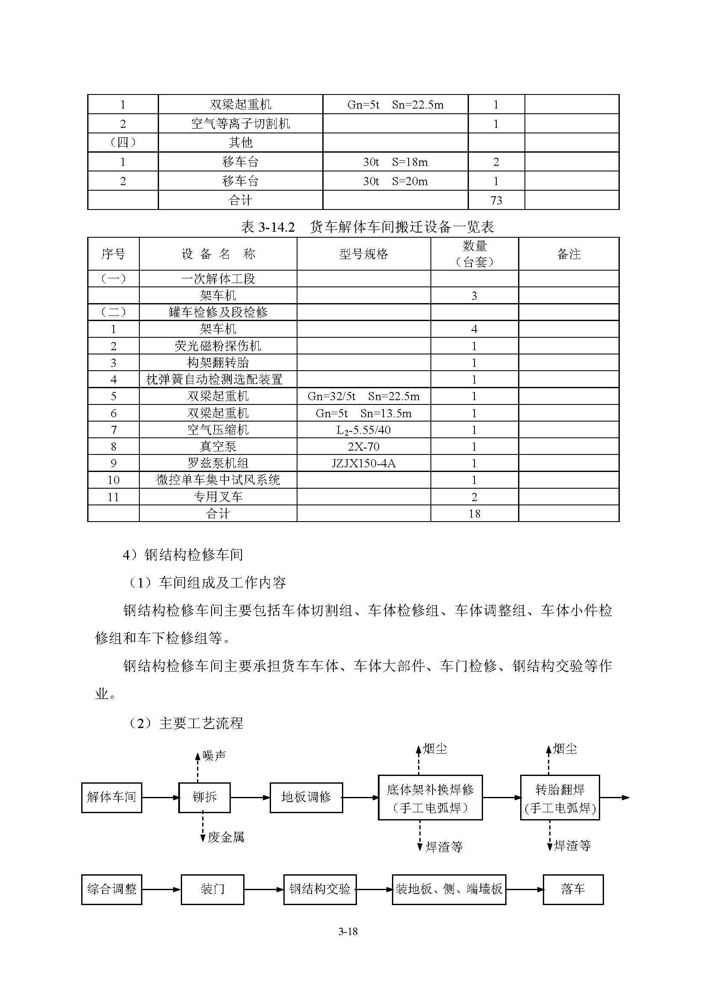 1 双梁起重机 Gn=5t Sn=22.5m 1
2 空气等离子切割机 1
（四） 其他
1 移车台 30t S=18m 2
2 移车台 30t S=20m 1
合计 73
表 3-14.2 货车解体车间搬迁设备一览表
序号 设 备 名 称 型号规格 数量（台套） 备注
（一） 一次解体工段
架车机 3
（二） 罐车检修及段检修
1 架车机 4
2 荧光磁粉探伤机 1
3 构架翻转胎 1
4 枕弹簧自动检测选配装置 1
5 双梁起重机 Gn=32/5t Sn=22.5m 1
6 双梁起重机 Gn=5t Sn=13.5m 1
7 空气压缩机 L₂-5.55/40 1
8 真空泵 2X-70 1
9 罗兹泵机组 JZJX150-4A 1
10 微控单车集中试风系统 1
11 专用叉车 2
合计 18
4）钢结构检修车间
（1）车间组成及工作内容
钢结构检修车间主要包括车体切割组、车体检修组、车体调整组、车体小件检
修组和车下检修组等。
钢结构检修车间主要承担货车车体、车体大部件、车门检修、钢结构交验等作
业。
（2）主要工艺流程
噪声 烟尘 烟尘
解体车间 铆拆 地板调修 底体架补换焊修 转胎翻焊
（手工电弧焊） (手工电弧焊)
废金属 焊渣等 焊渣等
综合调整 装门 钢结构交验 装地板、侧、端墙板 落车
3-18